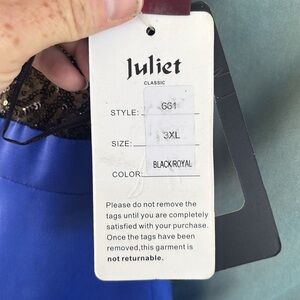 Juliet
CLASSIC
STYLE: 661
SIZE: 3XL
COLOR: BLACK/ROYAL
Please do not remove the
tags until you are completely
satisfied with your purchase.
Once the tags have been
removed,this garment is
not returnable.